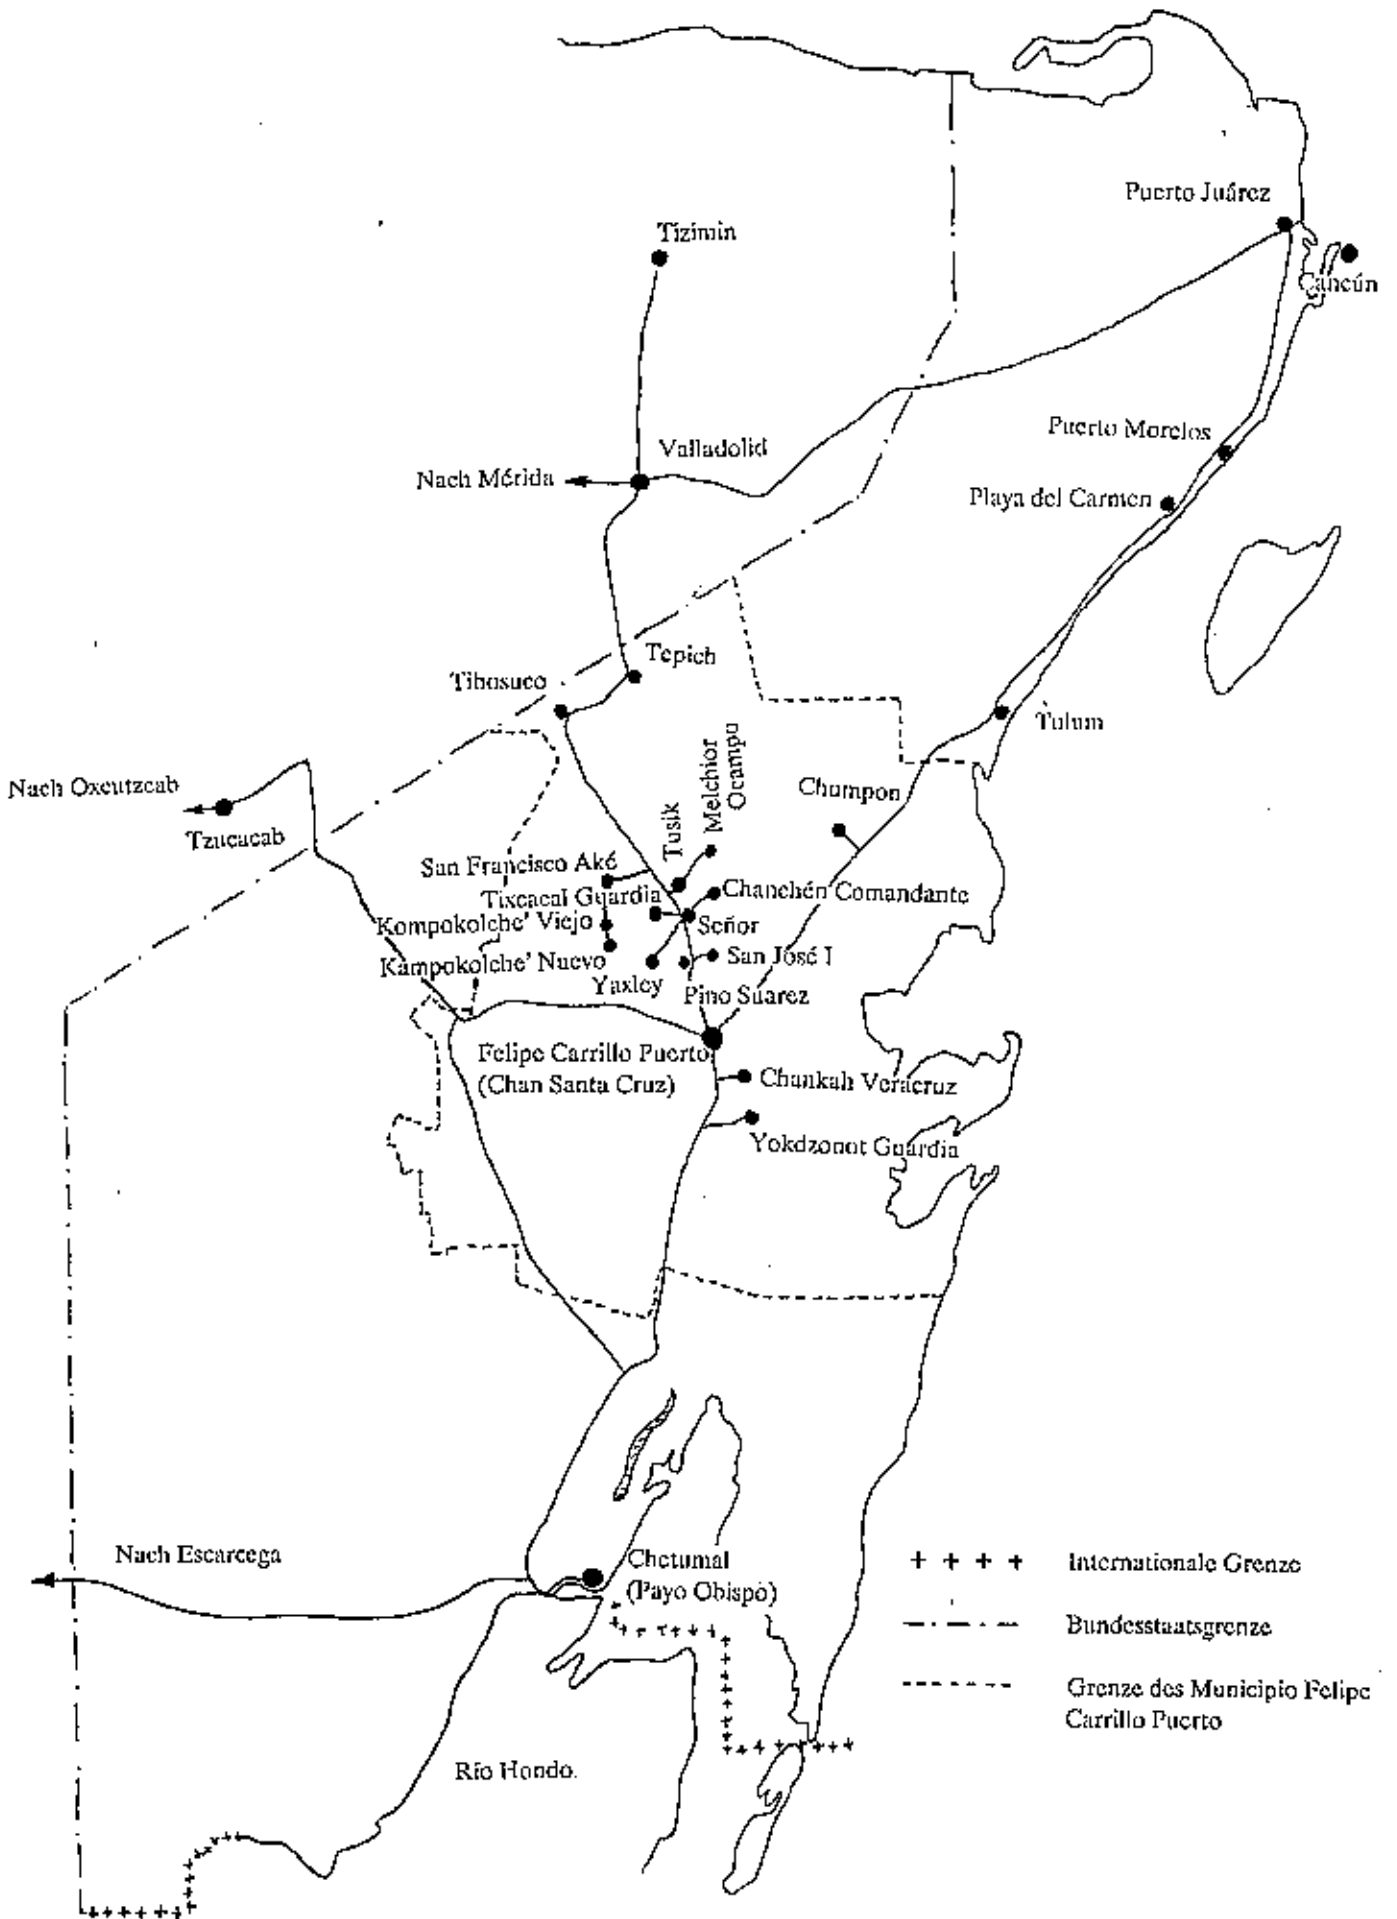 Puerto Juárez
Tizimin
Cancún
Puerto Morelos
Valladolid
Nach Mérida
Playa del Carmen
Tepich
Tihosuco
Tulum
Melchior
Ocampu
Nach Oxcutzcab
Chumpon
Tusik
Tzucacab
San Francisco Aké
Tixcacal Guardia
Chanchén Comandante
Kompokolche' Viejo
Señor
Kampokolche' Nuevo
San José I
Yaxley
Pino Súarez
Felipe Carrillo Puerto
(Chan Santa Cruz)
Chankah Veracruz
Yokdzonot Guardia
Nach Escarcega
Chetumal
(Payo Obispo)
Internationale Grenze
Bundesstaatsgrenze
Grenze des Municipio Felipe
Carrillo Puerto
Río Hondo.